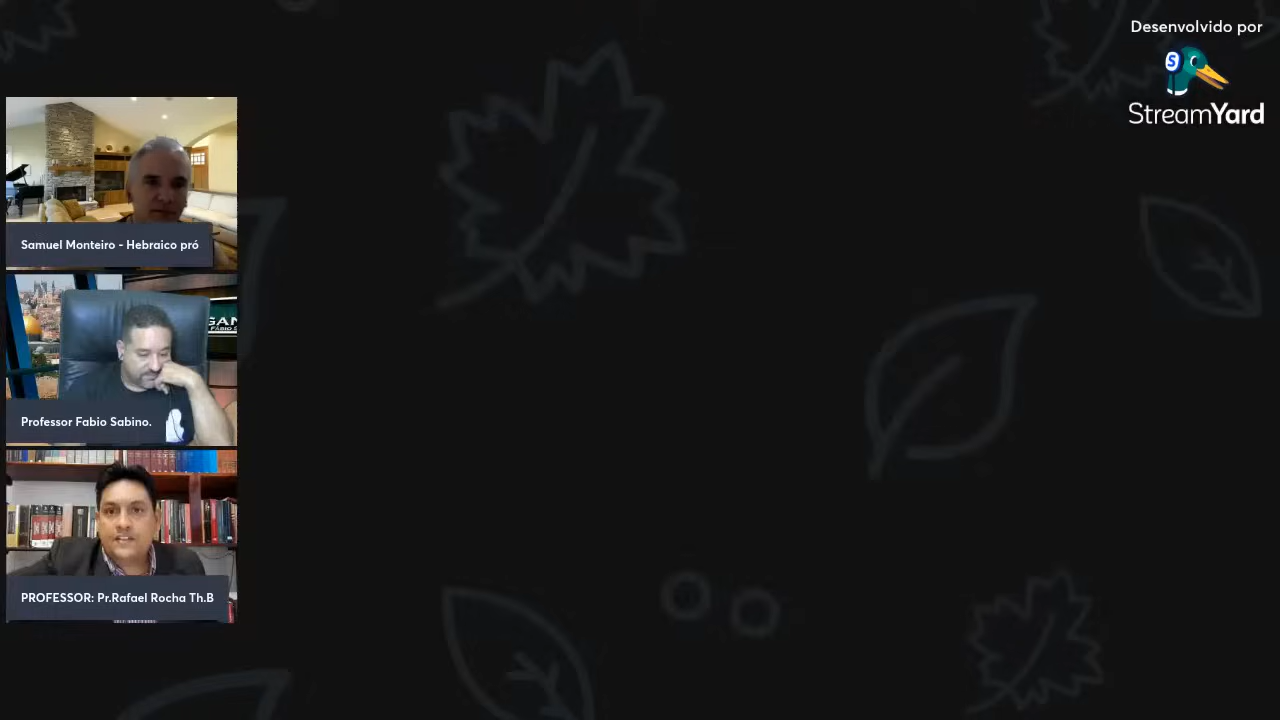 Desenvolvido por
S
StreamYard
Samuel Monteiro - Hebraico pró
Professor Fabio Sabino.
PROFESSOR: Pr.Rafael Rocha Th.B